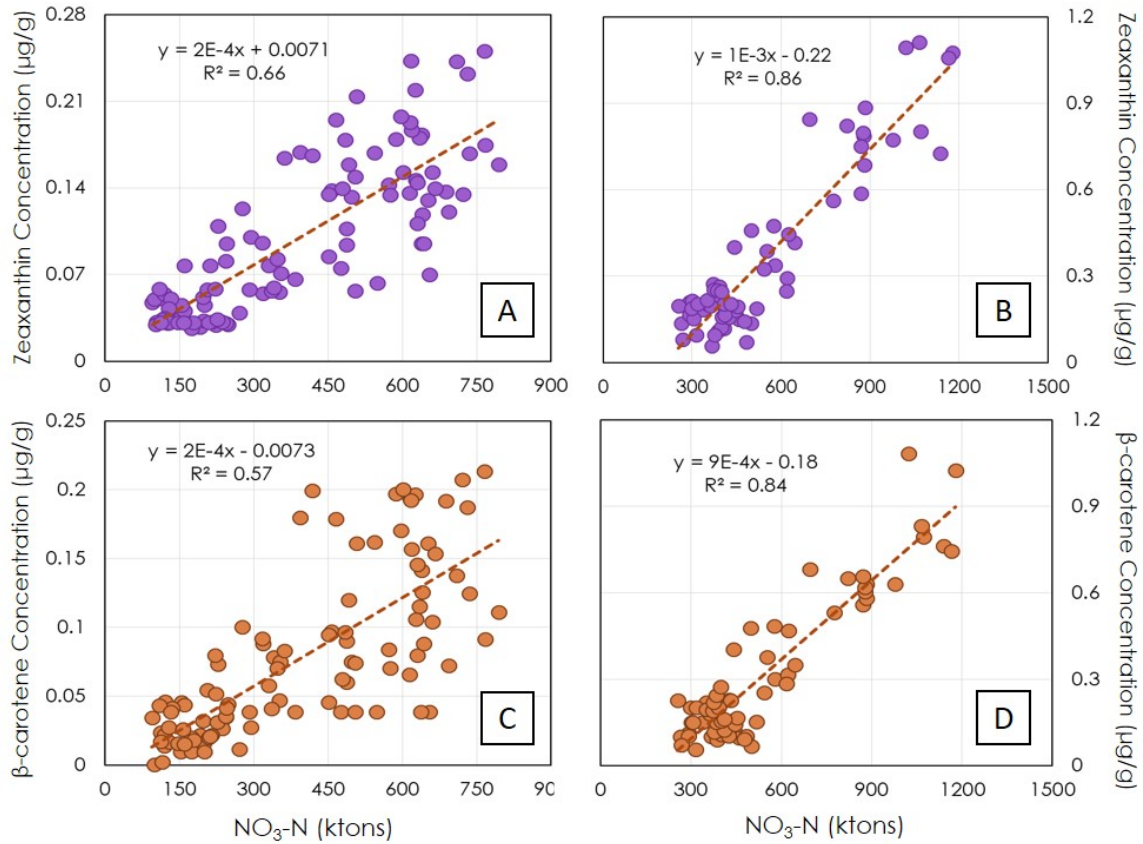 Zeaxanthin Concentration (µg/g)
0.28
0.21
0.14
0.07
0
y = 2E-4x + 0.0071
R² = 0.66
A
0
150
300
450
600
750
900
y = 1E-3x - 0.22
R² = 0.86
B
300
600
900
1200
1500
1.2
0.9
0.6
0.3
0
Zeaxanthin Concentration (µg/g)
β-carotene Concentration (µg/g)
0.25
0.2
0.15
0.1
0.05
0
y = 2E-4x - 0.0073
R² = 0.57
C
0
150
300
450
600
750
90
NO₃-N (ktons)
y = 9E-4x - 0.18
R² = 0.84
D
300
600
900
1200
1500
NO₃-N (ktons)
1.2
0.9
0.6
0.3
0
β-carotene Concentration (µg/g)